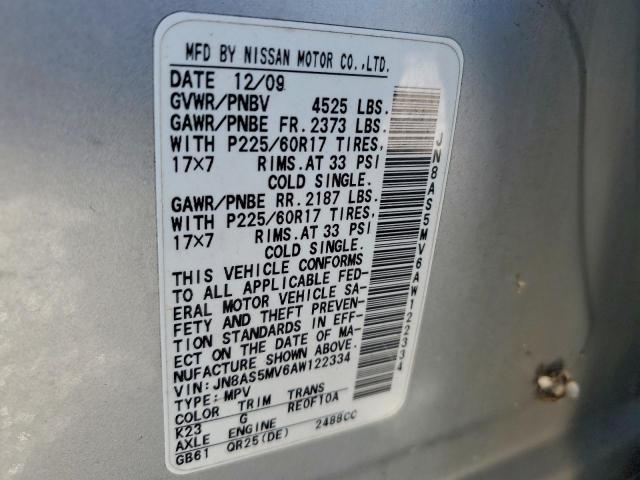 MFD BY NISSAN MOTOR CO.,LTD.
DATE 12/09
GVWR/PNBV 4525 LBS.
GAWR/PNBE FR. 2373 LBS.
WITH P225/60R17 TIRES,
17×7 RIMS.AT 33 PSI
COLD SINGLE.
GAWR/PNBE RR. 2187 LBS.
WITH P225/60R17 TIRES,
17×7 RIMS.AT 33 PSI
COLD SINGLE.
THIS VEHICLE CONFORMS
TO ALL APPLICABLE FED-
ERAL MOTOR VEHICLE SA-
FETY AND THEFT PREVEN-
TION STANDARDS IN EFF-
ECT ON THE DATE OF MA-
NUFACTURE SHOWN ABOVE.
VIN: JN8AS5MV6AW122334
TYPE: MPV
COLOR TRIM TRANS
K23 G RE0F10A
AXLE ENGINE
GB61 QR25(DE) 2488CC
JN8AS5MV6AW122334